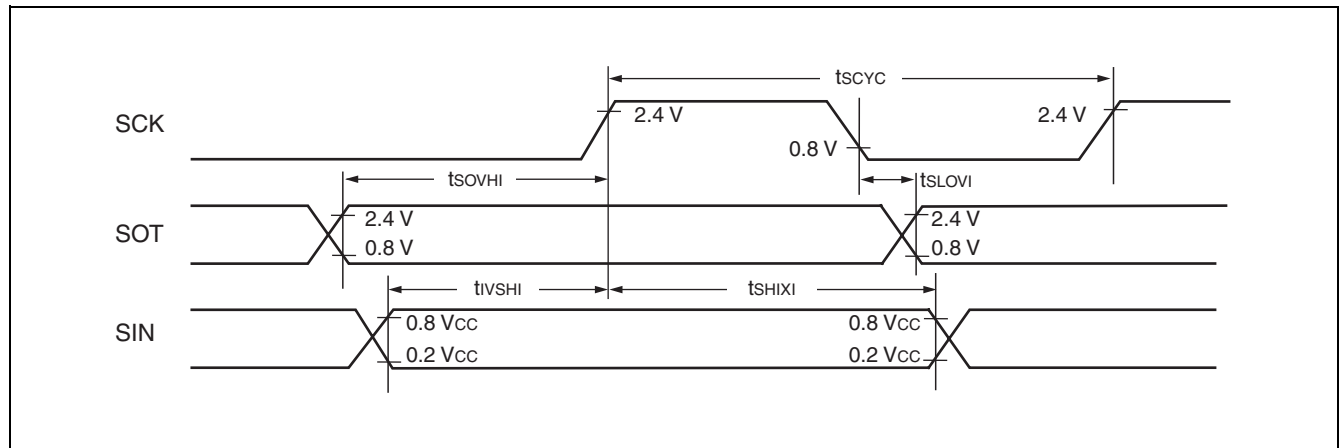 tSCYC
SCK
2.4 V
0.8 V
2.4 V
tSOVHI
tSLOVI
SOT
2.4 V
0.8 V
2.4 V
0.8 V
tIVSHI
tSHIXI
SIN
0.8 VCC
0.2 VCC
0.8 VCC
0.2 VCC